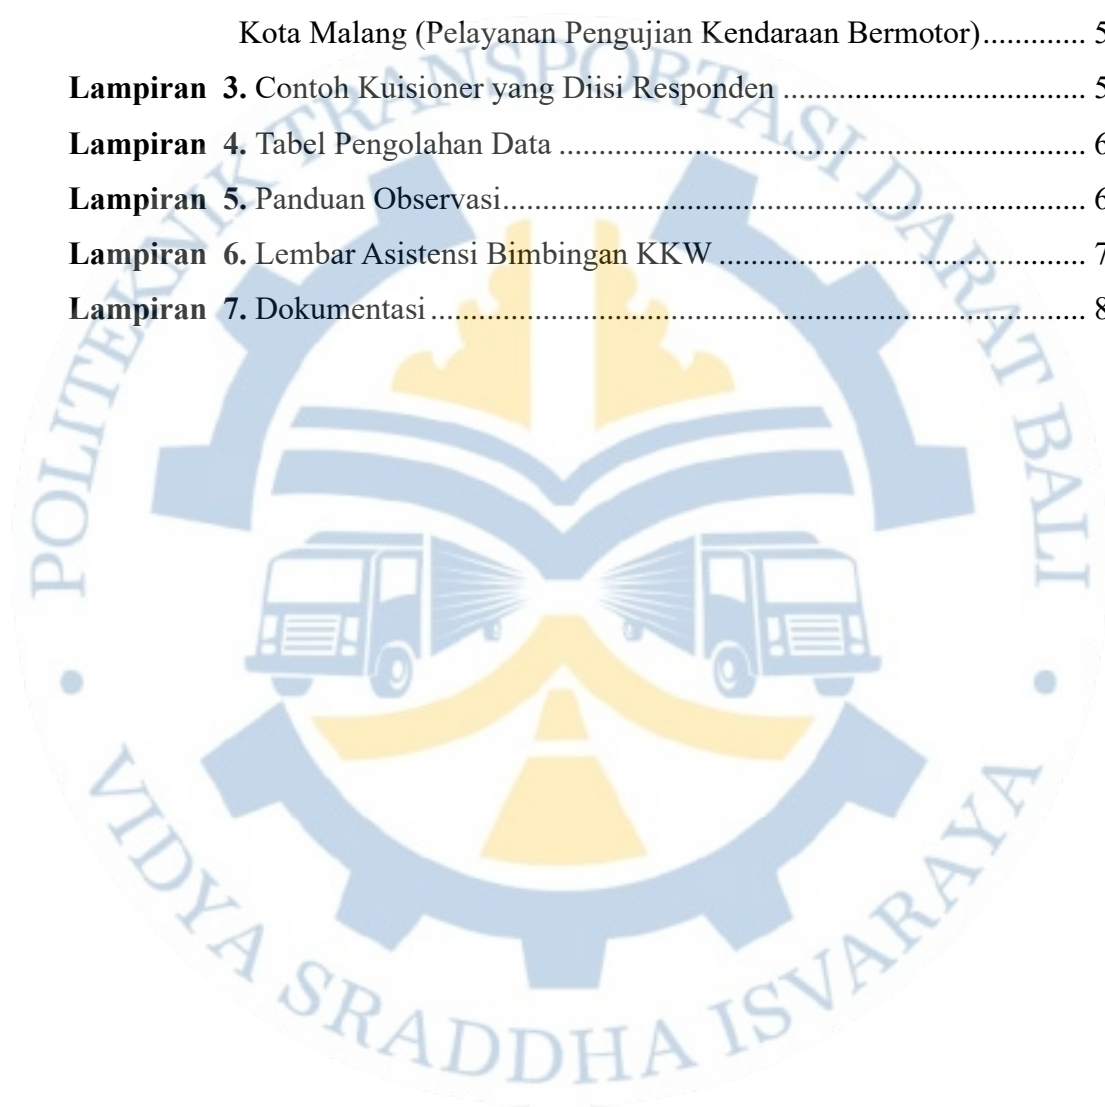 Kota Malang (Pelayanan Pengujian Kendaraan Bermotor)............. 5
Lampiran 3. Contoh Kuisioner yang Diisi Responden ...................................... 5
Lampiran 4. Tabel Pengolahan Data .................................................................. 6
Lampiran 5. Panduan Observasi......................................................................... 6
Lampiran 6. Lembar Asistensi Bimbingan KKW .............................................. 7
Lampiran 7. Dokumentasi .................................................................................. 8
POLITEKNIK TRANSPORTASI DARAT BALI
VIDYA SRADDHA ISVARAYA